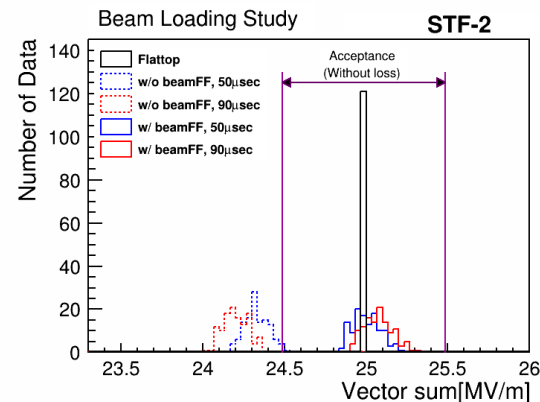 Beam Loading Study
STF-2
Number of Data
140
120
100
80
60
40
20
0
Flattop
w/o beamFF, 50μsec
w/o beamFF, 90μsec
w/ beamFF, 50μsec
w/ beamFF, 90μsec
Acceptance
(Without loss)
23.5 24 24.5 25 25.5 26
Vector sum[MV/m]